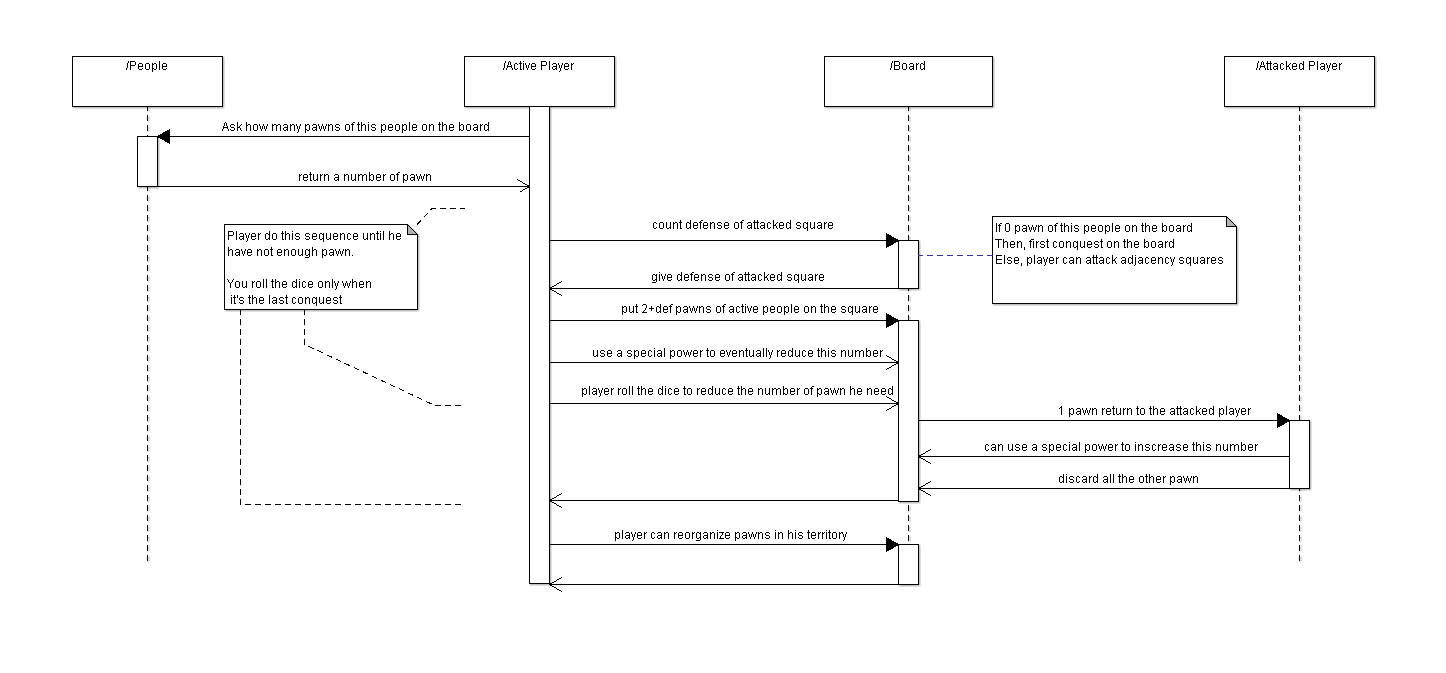 /People
/Active Player
/Board
/Attacked Player
Ask how many pawns of this people on the board
return a number of pawn
Player do this sequence until he
have not enough pawn.
You roll the dice only when
it's the last conquest
count defense of attacked square
If 0 pawn of this people on the board
Then, first conquest on the board
Else, player can attack adjacency squares
give defense of attacked square
put 2+def pawns of active people on the square
use a special power to eventually reduce this number
player roll the dice to reduce the number of pawn he need
1 pawn return to the attacked player
can use a special power to inscrease this number
discard all the other pawn
player can reorganize pawns in his territory